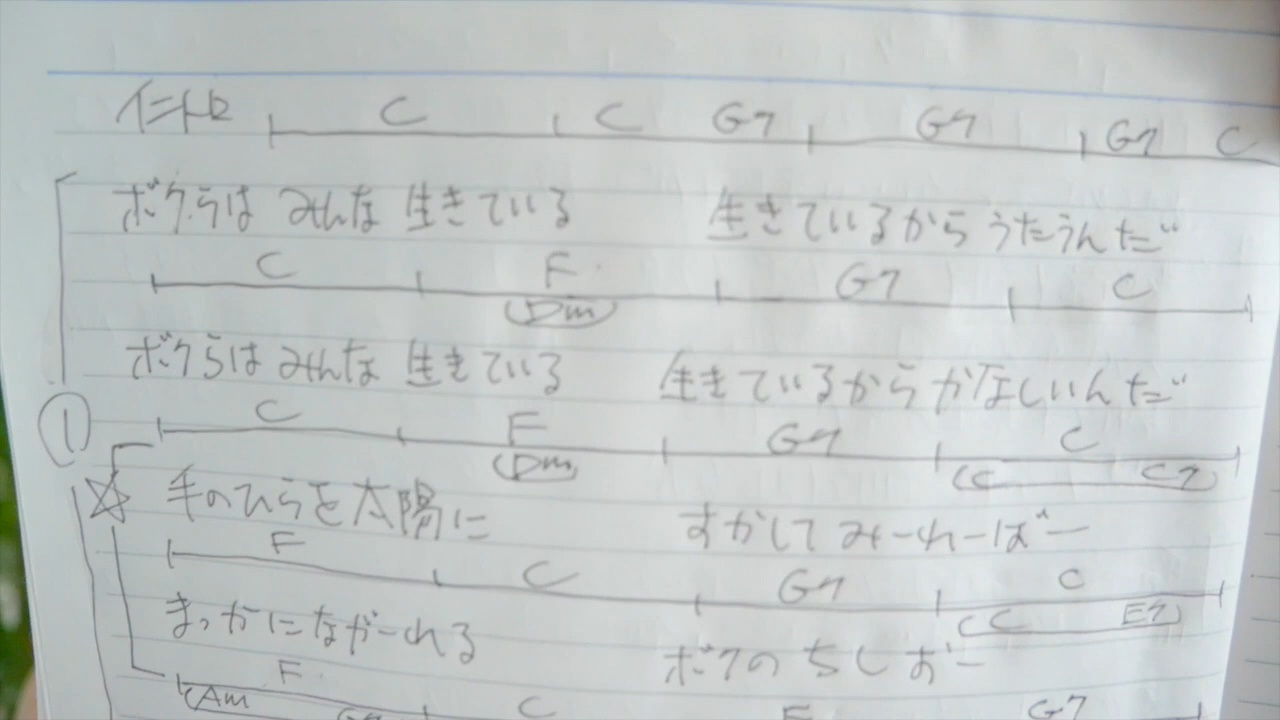 イントロ C C G7 G7 G7 C
ボクらは みんな 生きている 生きているから うたうんだ
C F G7 C
(Dm)
ボクらは みんな 生きている 生きているから かなしいんだ
① C F G7 C
(Dm) (C C7)
☆ 手のひらを太陽に すかして みーれーばー
F C G7 C
(C E7)
まっかにながーれる ボクの ちしおー
F C F G7
(Am